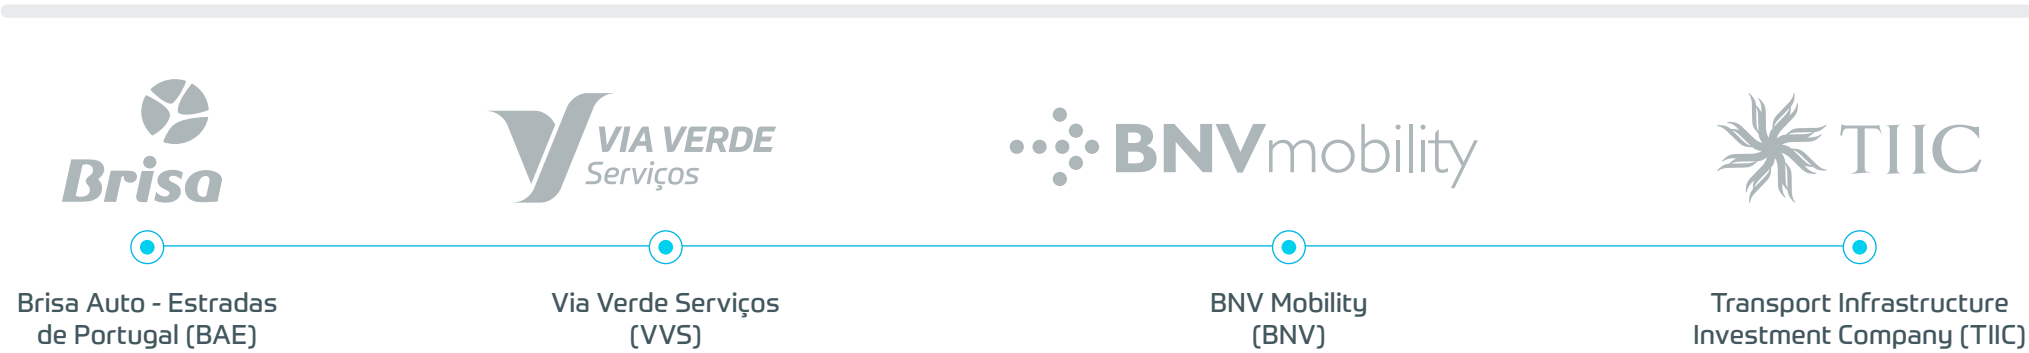 Brisa
VIA VERDE
Serviços
BNVmobility
TIIC
Brisa Auto - Estradas
de Portugal (BAE)
Via Verde Serviços
(VVS)
BNV Mobility
(BNV)
Transport Infrastructure
Investment Company (TIIC)